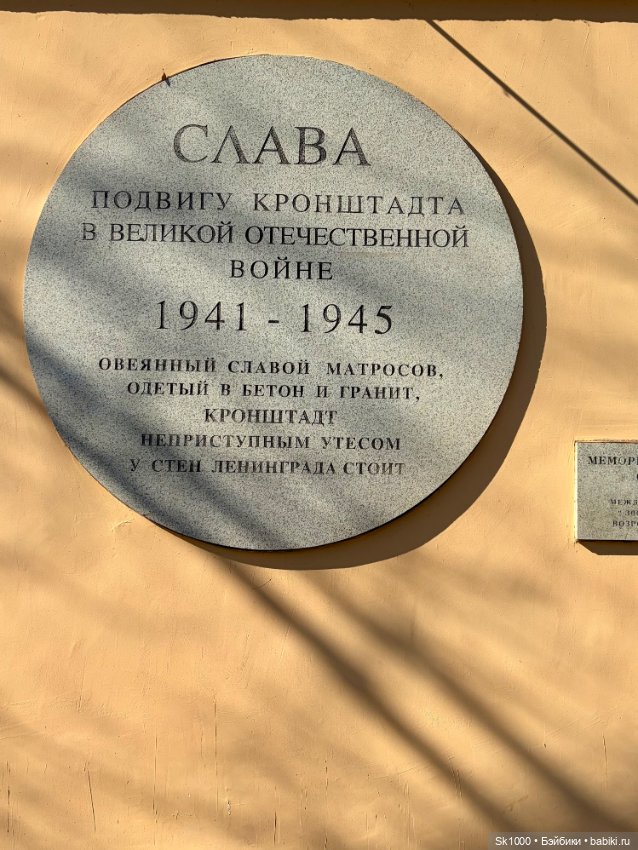 СЛАВА
ПОДВИГУ КРОНШТАДТА
В ВЕЛИКОЙ ОТЕЧЕСТВЕННОЙ
ВОЙНЕ
1941 - 1945
ОВЕЯННЫЙ СЛАВОЙ МАТРОСОВ,
ОДЕТЫЙ В БЕТОН И ГРАНИТ,
КРОНШТАДТ
НЕПРИСТУПНЫМ УТЕСОМ
У СТЕН ЛЕНИНГРАДА СТОИТ
Sk1000 • Бэйбики • babiki.ru